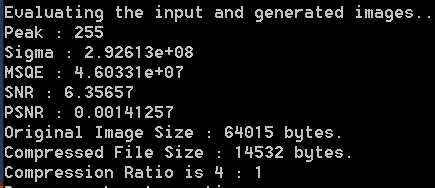 Evaluating the input and generated images..
Peak : 255
Sigma : 2.92613e+08
MSQE : 4.60331e+07
SNR : 6.35657
PSNR : 0.00141257
Original Image Size : 64015 bytes.
Compressed File Size : 14532 bytes.
Compression Ratio is 4 : 1